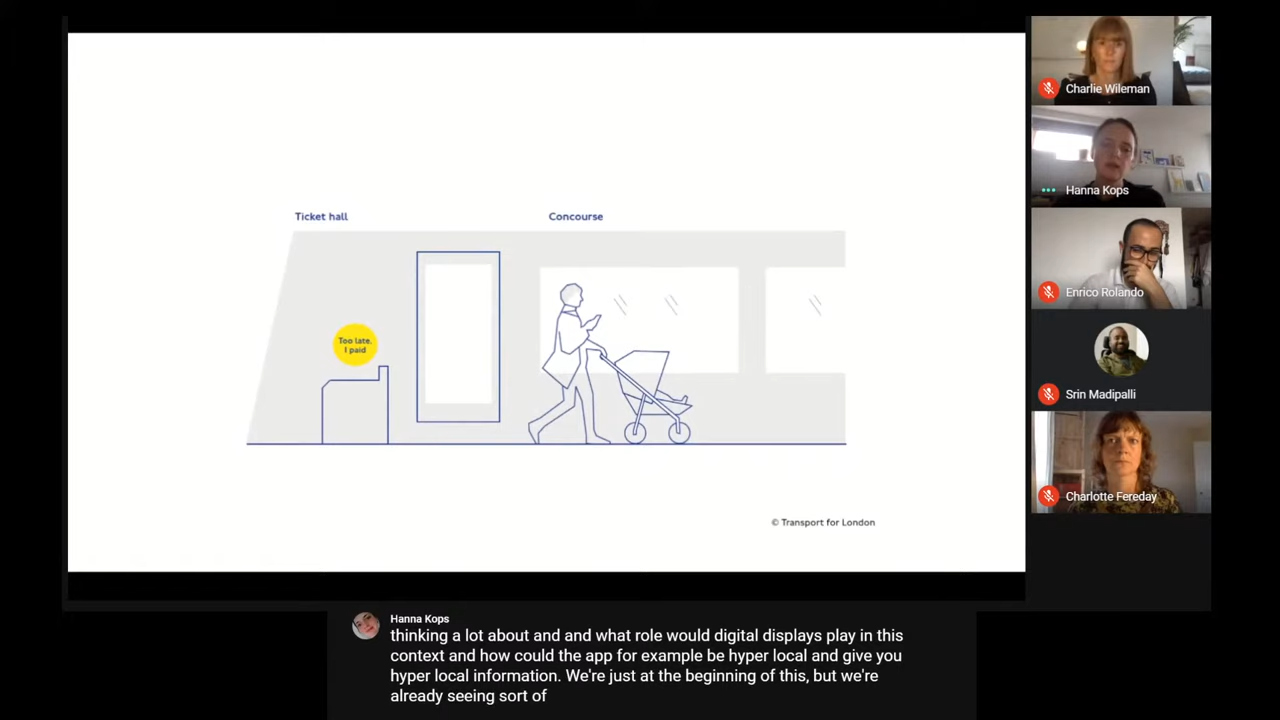 Ticket hall
Concourse
Too late.
I paid
© Transport for London
Charlie Wileman
Hanna Kops
Enrico Rolando
Srin Madipalli
Charlotte Fereday
Hanna Kops
thinking a lot about and and what role would digital displays play in this
context and how could the app for example be hyper local and give you
hyper local information. We're just at the beginning of this, but we're
already seeing sort of